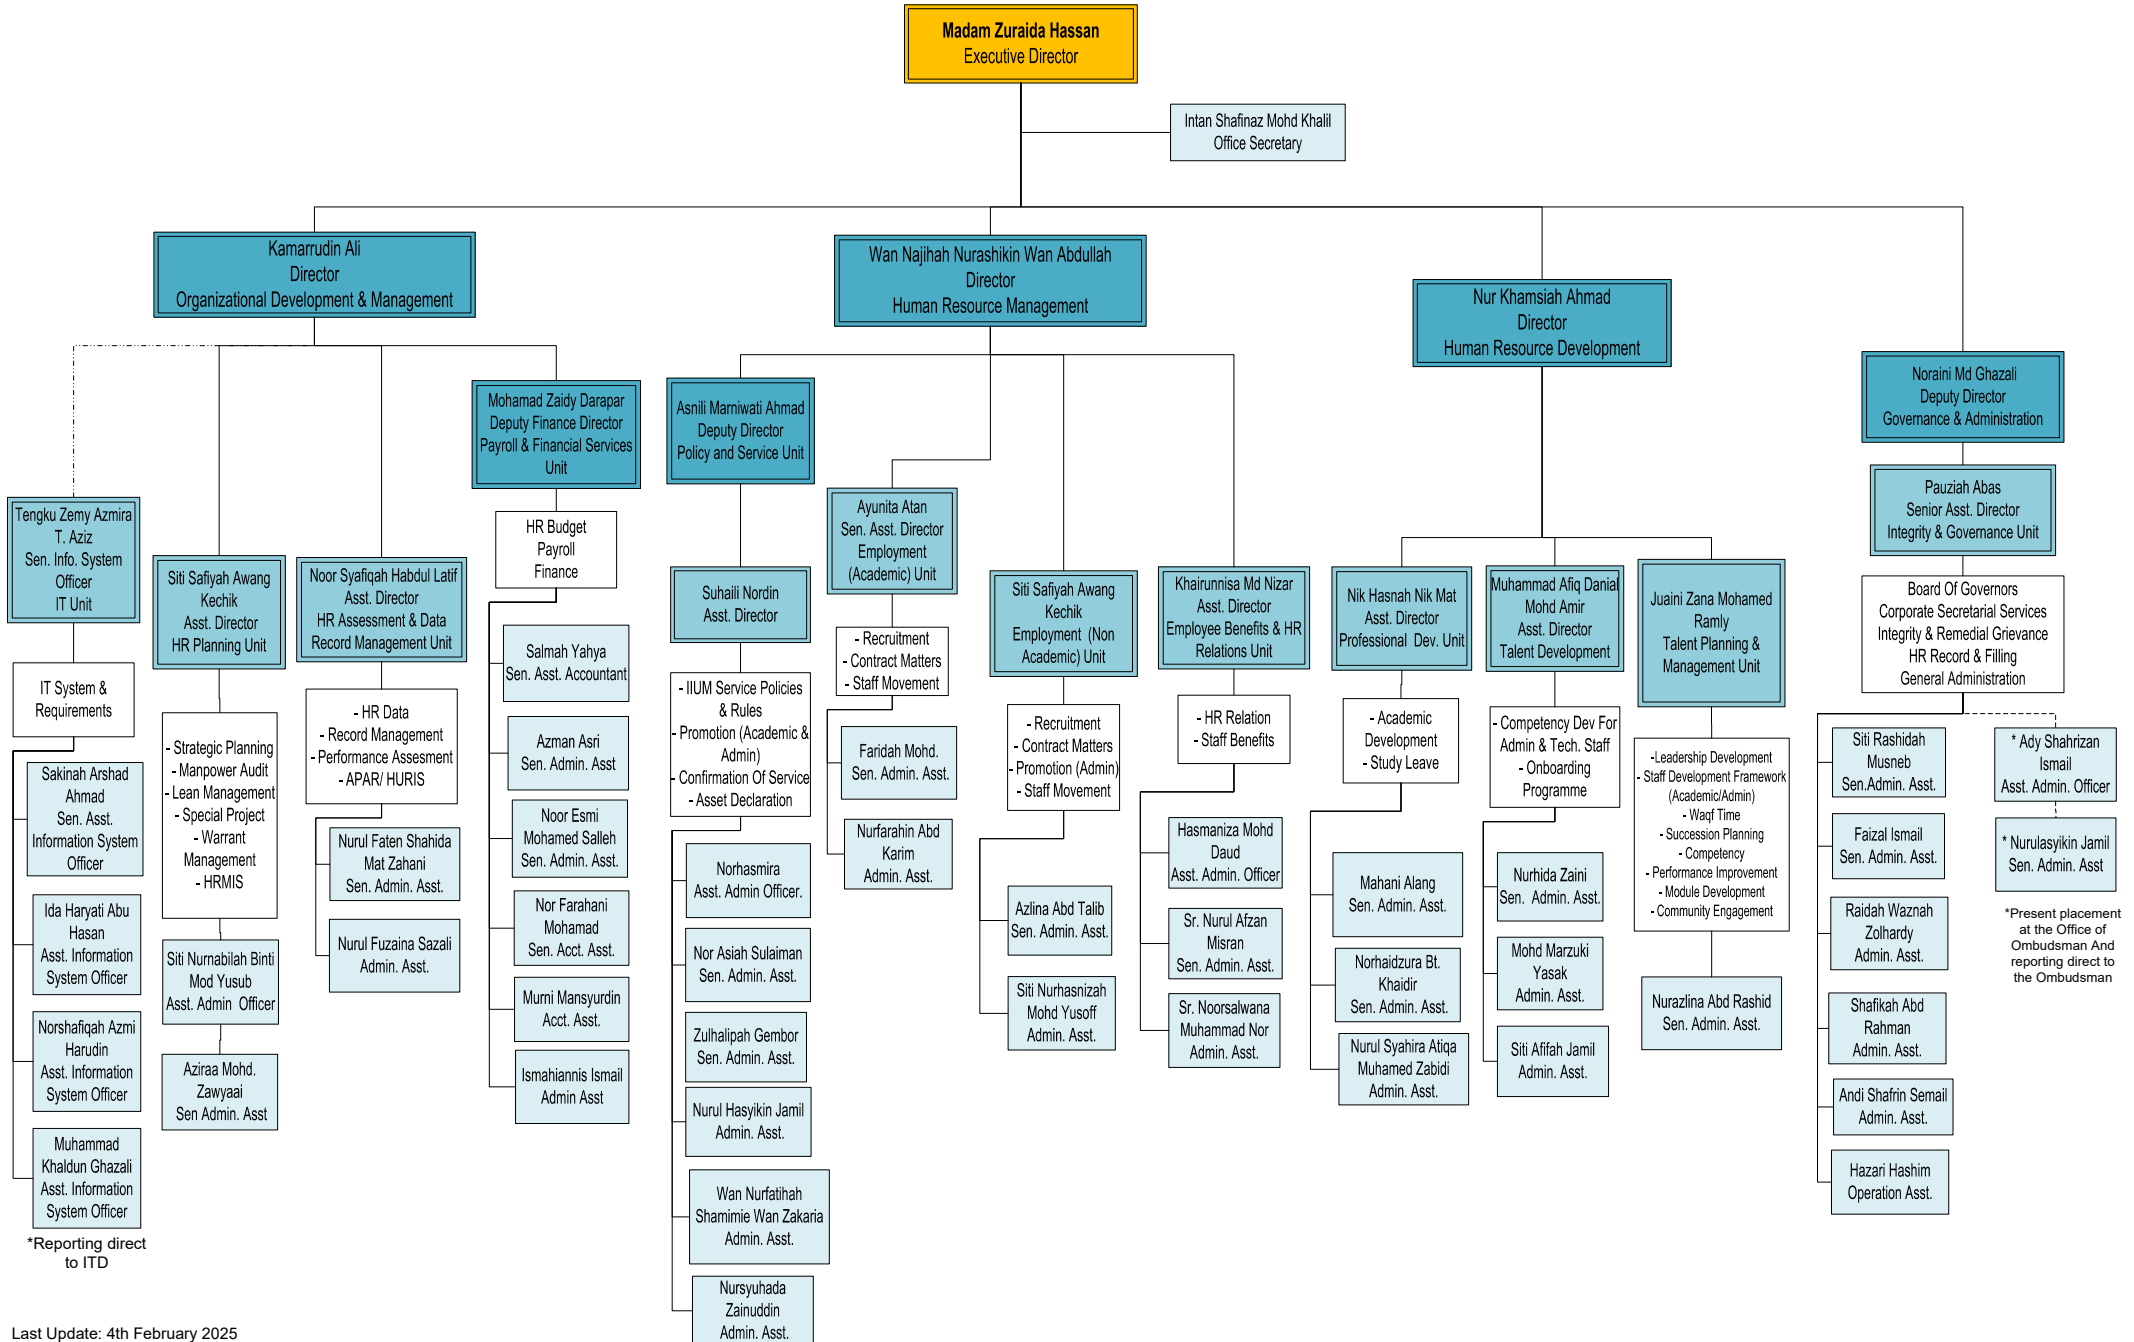 Madam Zuraida Hassan
Executive Director
Intan Shafinaz Mohd Khalil
Office Secretary
Kamarrudin Ali
Director
Organizational Development & Management
Wan Najihah Nurashikin Wan Abdullah
Director
Human Resource Management
Nur Khamsiah Ahmad
Director
Human Resource Development
Noraini Md Ghazali
Deputy Director
Governance & Administration
Tengku Zemy Azmira
T. Aziz
Sen. Info. System
Officer
IT Unit
IT System &
Requirements
Sakinah Arshad
Ahmad
Sen. Asst.
Information System
Officer
Ida Haryati Abu
Hasan
Asst. Information
System Officer
Norshafiqah Azmi
Harudin
Asst. Information
System Officer
Muhammad
Khaldun Ghazali
Asst. Information
System Officer
*Reporting direct
to ITD
Siti Safiyah Awang
Kechik
Asst. Director
HR Planning Unit
- Strategic Planning
- Manpower Audit
- Lean Management
- Special Project
- Warrant
Management
- HRMIS
Siti Nurnabilah Binti
Mod Yusub
Asst. Admin Officer
Aziraa Mohd.
Zawyaai
Sen Admin. Asst
Noor Syafiqah Habdul Latif
Asst. Director
HR Assessment & Data
Record Management Unit
- HR Data
- Record Management
- Performance Assesment
- APAR/ HURIS
Nurul Faten Shahida
Mat Zahani
Sen. Admin. Asst.
Nurul Fuzaina Sazali
Admin. Asst.
Mohamad Zaidy Darapar
Deputy Finance Director
Payroll & Financial Services
Unit
HR Budget
Payroll
Finance
Salmah Yahya
Sen. Asst. Accountant
Azman Asri
Sen. Admin. Asst
Noor Esmi
Mohamed Salleh
Sen. Admin. Asst.
Nor Farahani
Mohamad
Sen. Acct. Asst.
Murni Mansyurdin
Acct. Asst.
Ismahiannis Ismail
Admin Asst
Asnili Marniwati Ahmad
Deputy Director
Policy and Service Unit
Suhaili Nordin
Asst. Director
- IIUM Service Policies
& Rules
- Promotion (Academic &
Admin)
- Confirmation Of Service
- Asset Declaration
Norhasmira
Asst. Admin Officer.
Nor Asiah Sulaiman
Sen. Admin. Asst.
Zulhalipah Gembor
Sen. Admin. Asst.
Nurul Hasyikin Jamil
Admin. Asst.
Wan Nurfatihah
Shamimie Wan Zakaria
Admin. Asst.
Nursyuhada
Zainuddin
Admin. Asst.
Ayunita Atan
Sen. Asst. Director
Employment
(Academic) Unit
- Recruitment
- Contract Matters
- Staff Movement
Faridah Mohd.
Sen. Admin. Asst.
Nurfarahin Abd
Karim
Admin. Asst.
Siti Safiyah Awang
Kechik
Employment (Non
Academic) Unit
- Recruitment
- Contract Matters
- Promotion (Admin)
- Staff Movement
Azlina Abd Talib
Sen. Admin. Asst.
Siti Nurhasnizah
Mohd Yusoff
Admin. Asst.
Khairunnisa Md Nizar
Asst. Director
Employee Benefits & HR
Relations Unit
- HR Relation
- Staff Benefits
Hasmaniza Mohd
Daud
Asst. Admin. Officer
Sr. Nurul Afzan
Misran
Sen. Admin. Asst.
Sr. Noorsalwana
Muhammad Nor
Admin. Asst.
Nik Hasnah Nik Mat
Asst. Director
Professional Dev. Unit
- Academic
Development
- Study Leave
Mahani Alang
Sen. Admin. Asst.
Norhaidzura Bt.
Khaidir
Sen. Admin. Asst.
Nurul Syahira Atiqa
Muhamed Zabidi
Admin. Asst.
Muhammad Afiq Danial
Mohd Amir
Asst. Director
Talent Development
- Competency Dev For
Admin & Tech. Staff
- Onboarding
Programme
Nurhida Zaini
Sen. Admin. Asst.
Mohd Marzuki
Yasak
Admin. Asst.
Siti Afifah Jamil
Admin. Asst.
Juaini Zana Mohamed
Ramly
Talent Planning &
Management Unit
-Leadership Development
- Staff Development Framework
(Academic/Admin)
- Waqf Time
- Succession Planning
- Competency
- Performance Improvement
- Module Development
- Community Engagement
Nurazlina Abd Rashid
Sen. Admin. Asst.
Pauziah Abas
Senior Asst. Director
Integrity & Governance Unit
Board Of Governors
Corporate Secretarial Services
Integrity & Remedial Grievance
HR Record & Filling
General Administration
Siti Rashidah
Musneb
Sen.Admin. Asst.
Faizal Ismail
Sen. Admin. Asst.
Raidah Waznah
Zolhardy
Admin. Asst.
Shafikah Abd
Rahman
Admin. Asst.
Andi Shafrin Semail
Admin. Asst.
Hazari Hashim
Operation Asst.
* Ady Shahrizan
Ismail
Asst. Admin. Officer
* Nurulasyikin Jamil
Sen. Admin. Asst
*Present placement
at the Office of
Ombudsman And
reporting direct to
the Ombudsman
Last Update: 4th February 2025